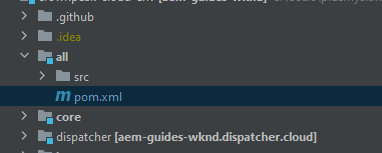 .github
.idea
all
src
pom.xml
core
dispatcher [aem-guides-wknd.dispatcher.cloud]